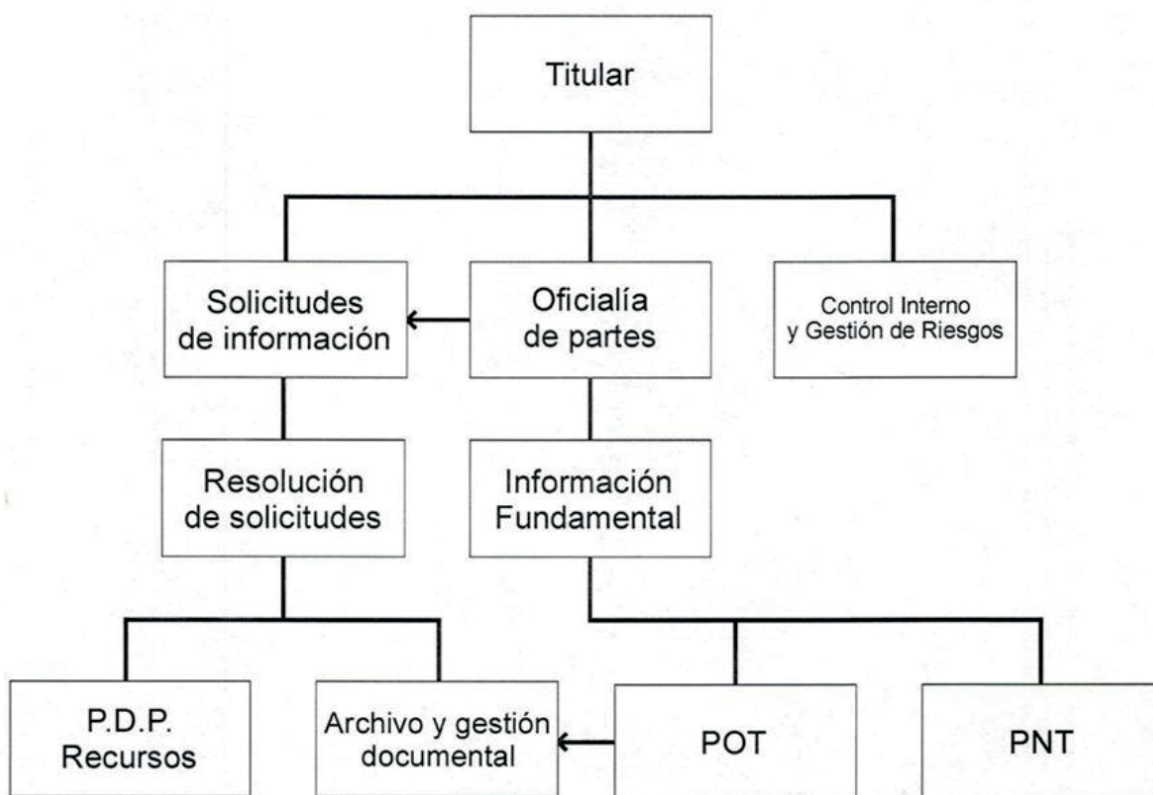 Titular
Solicitudes
de información
Oficialía
de partes
Control Interno
y Gestión de Riesgos
Resolución
de solicitudes
Información
Fundamental
P.D.P.
Recursos
Archivo y gestión
documental
POT
PNT